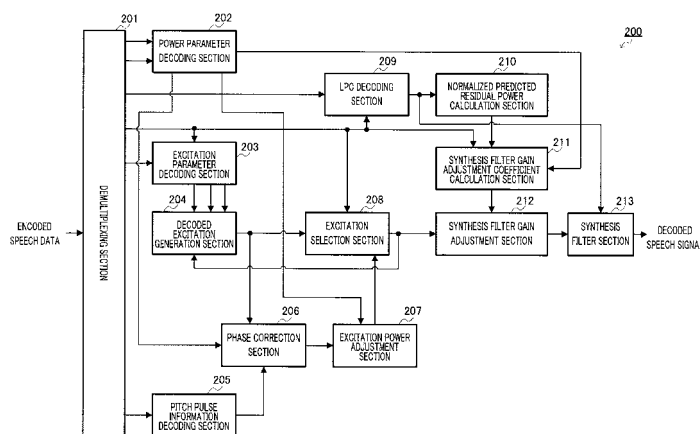 200
201
202
POWER PARAMETER
DECODING SECTION
209
LPC DECODING
SECTION
210
NORMALIZED PREDICTED
RESIDUAL POWER
CALCULATION SECTION
203
EXCITATION
PARAMETER
DECODING SECTION
211
SYNTHESIS FILTER GAIN
ADJUSTMENT COEFFICIENT
CALCULATION SECTION
204
DECODED
EXCITATION
GENERATION SECTION
208
EXCITATION
SELECTION SECTION
212
SYNTHESIS FILTER GAIN
ADJUSTMENT SECTION
213
SYNTHESIS
FILTER SECTION
ENCODED
SPEECH DATA
DEMULTIPLEXING SECTION
DECODED
SPEECH SIGNA
206
PHASE CORRECTION
SECTION
207
EXCITATION POWER
ADJUSTMENT
SECTION
205
PITCH PULSE
INFORMATION
DECODING SECTION